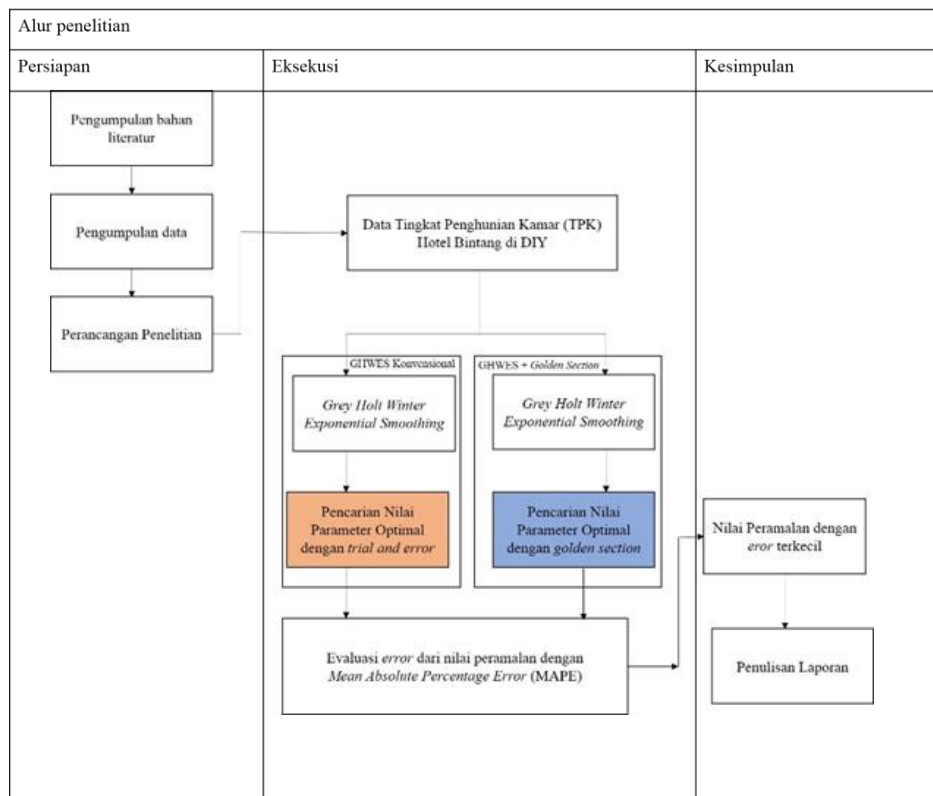 Alur penelitian
Persiapan
Eksekusi
Kesimpulan
Pengumpulan bahan
literatur
Pengumpulan data
Perancangan Penelitian
Data Tingkat Penghunian Kamar (TPK)
Hotel Bintang di DIY
GHWES Konvensional
Grey Holt Winter
Exponential Smoothing
Pencarian Nilai
Parameter Optimal
dengan trial and error
GHWES + Golden Section
Grey Holt Winter
Exponential Smoothing
Pencarian Nilai
Parameter Optimal
dengan golden section
Evaluasi error dari nilai peramalan dengan
Mean Absolute Percentage Error (MAPE)
Nilai Peramalan dengan
eror terkecil
Penulisan Laporan